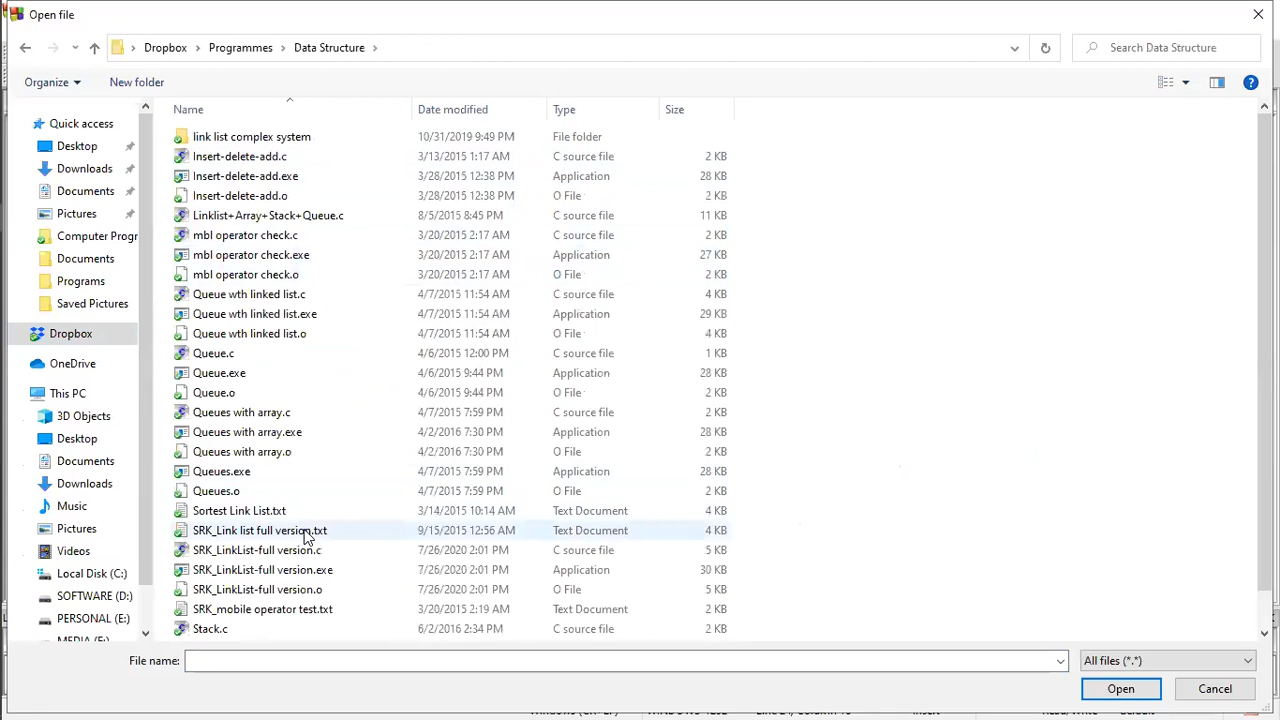 Open file
Dropbox Programmes Data Structure Search Data Structure
Organize New folder
Name Date modified Type Size
Quick access
Desktop
Downloads
Documents
Pictures
Computer Progr
Documents
Programs
Saved Pictures
Dropbox
OneDrive
This PC
3D Objects
Desktop
Documents
Downloads
Music
Pictures
Videos
Local Disk (C:)
SOFTWARE (D:)
PERSONAL (E:)
MEDIA (F:)
link list complex system 10/31/2019 9:49 PM File folder
Insert-delete-add.c 3/13/2015 1:17 AM C source file 2 KB
Insert-delete-add.exe 3/28/2015 12:38 PM Application 28 KB
Insert-delete-add.o 3/28/2015 12:38 PM O File 2 KB
Linklist+Array+Stack+Queue.c 8/5/2015 8:45 PM C source file 11 KB
mbl operator check.c 3/20/2015 2:17 AM C source file 2 KB
mbl operator check.exe 3/20/2015 2:17 AM Application 27 KB
mbl operator check.o 3/20/2015 2:17 AM O File 2 KB
Queue wth linked list.c 4/7/2015 11:54 AM C source file 4 KB
Queue wth linked list.exe 4/7/2015 11:54 AM Application 29 KB
Queue wth linked list.o 4/7/2015 11:54 AM O File 4 KB
Queue.c 4/6/2015 12:00 PM C source file 1 KB
Queue.exe 4/6/2015 9:44 PM Application 28 KB
Queue.o 4/6/2015 9:44 PM O File 2 KB
Queues with array.c 4/7/2015 7:59 PM C source file 2 KB
Queues with array.exe 4/2/2016 7:30 PM Application 28 KB
Queues with array.o 4/2/2016 7:30 PM O File 2 KB
Queues.exe 4/7/2015 7:59 PM Application 28 KB
Queues.o 4/7/2015 7:59 PM O File 2 KB
Sortest Link List.txt 3/14/2015 10:14 AM Text Document 4 KB
SRK_Link list full version.txt 9/15/2015 12:56 AM Text Document 4 KB
SRK_LinkList-full version.c 7/26/2020 2:01 PM C source file 5 KB
SRK_LinkList-full version.exe 7/26/2020 2:01 PM Application 30 KB
SRK_LinkList-full version.o 7/26/2020 2:01 PM O File 5 KB
SRK_mobile operator test.txt 3/20/2015 2:19 AM Text Document 2 KB
Stack.c 6/2/2016 2:34 PM C source file 2 KB
File name: All files (*.*)
Open Cancel